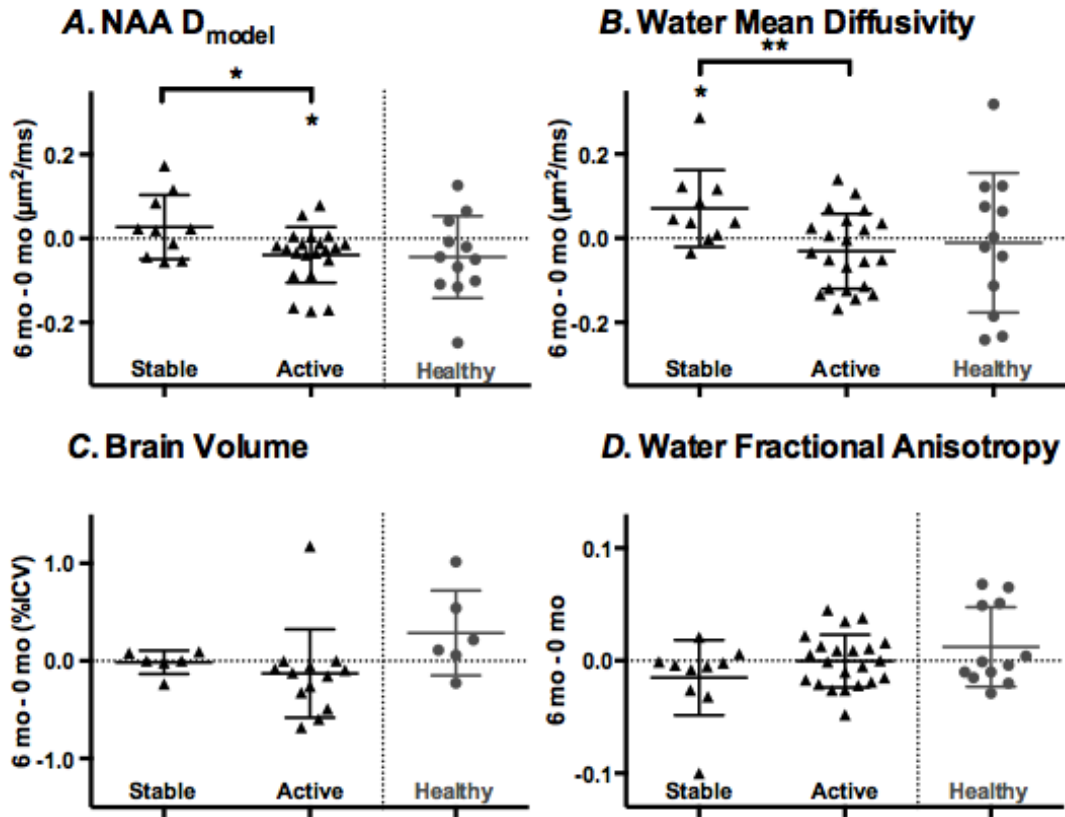 A. NAA Dmodel
*
*
6 mo - 0 mo (µm²/ms)
0.2
0.0
-0.2
Stable Active Healthy
B. Water Mean Diffusivity
**
*
6 mo - 0 mo (µm²/ms)
0.2
0.0
-0.2
Stable Active Healthy
C. Brain Volume
6 mo - 0 mo (%ICV)
1.0
0.0
-1.0
Stable Active Healthy
D. Water Fractional Anisotropy
6 mo - 0 mo
0.1
0.0
-0.1
Stable Active Healthy